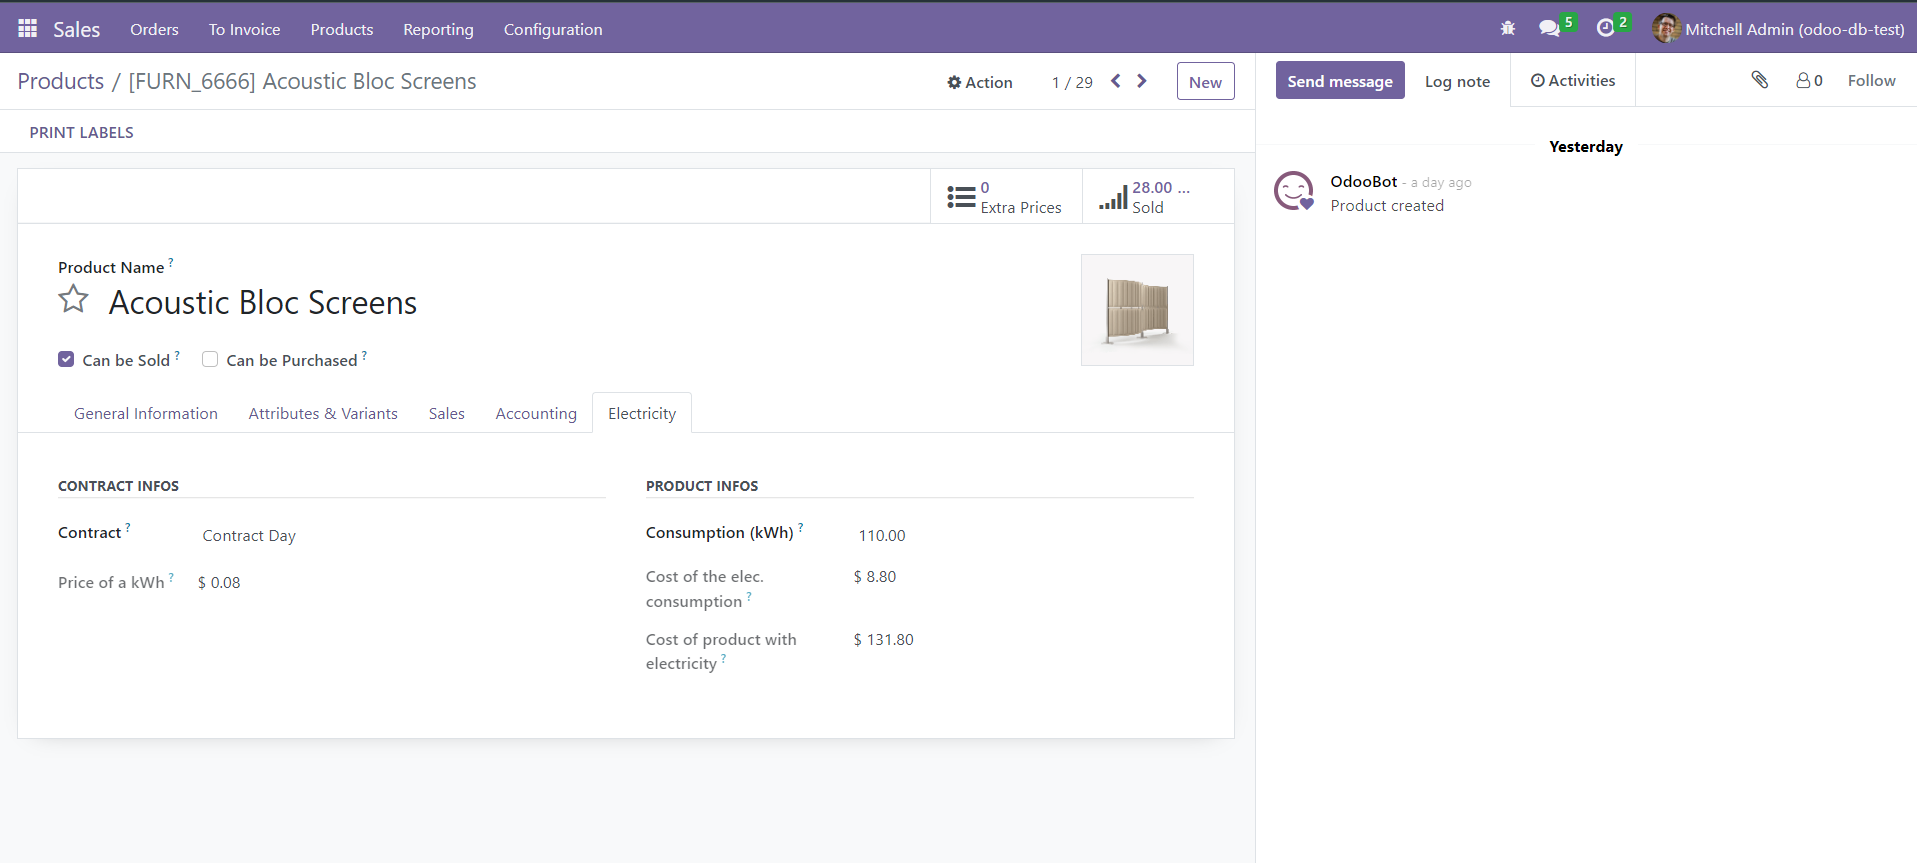 Sales Orders To Invoice Products Reporting Configuration 5 2 Mitchell Admin (odoo-db-test)
Products / [FURN_6666] Acoustic Bloc Screens Action 1 / 29 New
Send message Log note Activities 0 Follow
PRINT LABELS
0
Extra Prices
28.00 ...
Sold
Product Name ?
Acoustic Bloc Screens
Can be Sold ? Can be Purchased ?
General Information Attributes & Variants Sales Accounting Electricity
CONTRACT INFOS
Contract ? Contract Day
Price of a kWh ? $ 0.08
PRODUCT INFOS
Consumption (kWh) ? 110.00
Cost of the elec. $ 8.80
consumption ?
Cost of product with $ 131.80
electricity ?
Yesterday
OdooBot - a day ago
Product created